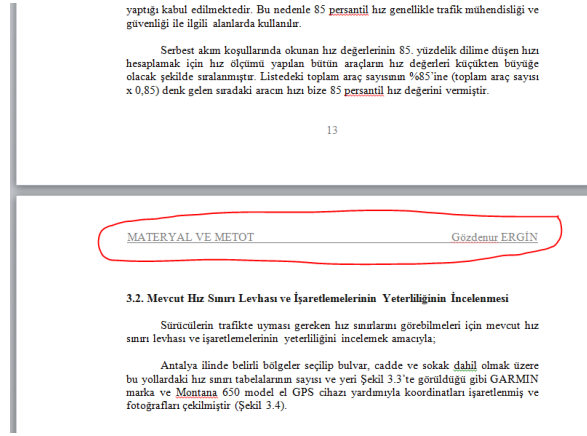 yaptığı kabul edilmektedir. Bu nedenle 85 persantil hız genellikle trafik mühendisliği ve
güvenliği ile ilgili alanlarda kullanılır.
Serbest akım koşullarında okunan hız değerlerinin 85. yüzdelik dilime düşen hızı
hesaplamak için hız ölçümü yapılan bütün araçların hız değerleri küçükten büyüğe
olacak şekilde sıralanmıştır. Listedeki toplam araç sayısının %85’ine (toplam araç sayısı
x 0,85) denk gelen sıradaki aracın hızı bize 85 persantil hız değerini vermiştir.
13
MATERYAL VE METOT Gözdenur ERGİN
3.2. Mevcut Hız Sınırı Levhası ve İşaretlemelerinin Yeterliliğinin İncelenmesi
Sürücülerin trafikte uyması gereken hız sınırlarını görebilmeleri için mevcut hız
sınırı levhası ve işaretlemelerinin yeterliliğini incelemek amacıyla;
Antalya ilinde belirli bölgeler seçilip bulvar, cadde ve sokak dahil olmak üzere
bu yollardaki hız sınırı tabelalarının sayısı ve yeri Şekil 3.3’te görüldüğü gibi GARMIN
marka ve Montana 650 model el GPS cihazı yardımıyla koordinatları işaretlenmiş ve
fotoğrafları çekilmiştir (Şekil 3.4).